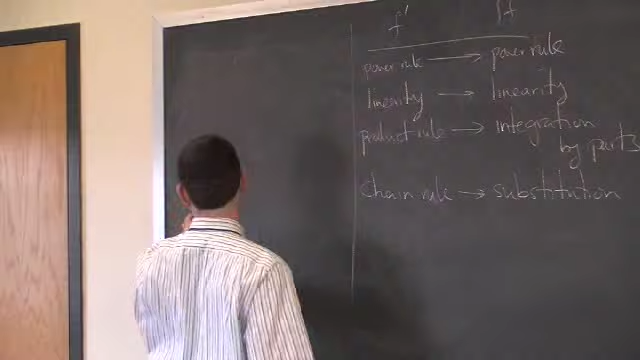 f' ∫f
power rule → power rule
linearity → linearity
product rule → integration
by parts
Chain rule → substitution